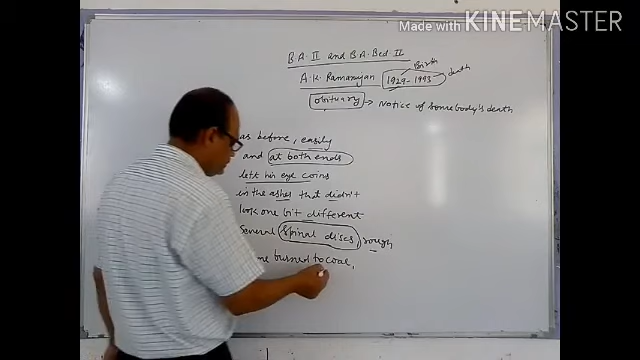 Made with KINEMASTER
B.A. II and B.A. Bed II
A.K. Ramanujan 1929-1993
Birth
death
obituary → Notice of Somebody's death
as before, easily
and at both ends
left his eye coins
in the ashes that didn't
look one bit different
Several spinal discs, rough
burned to coal,